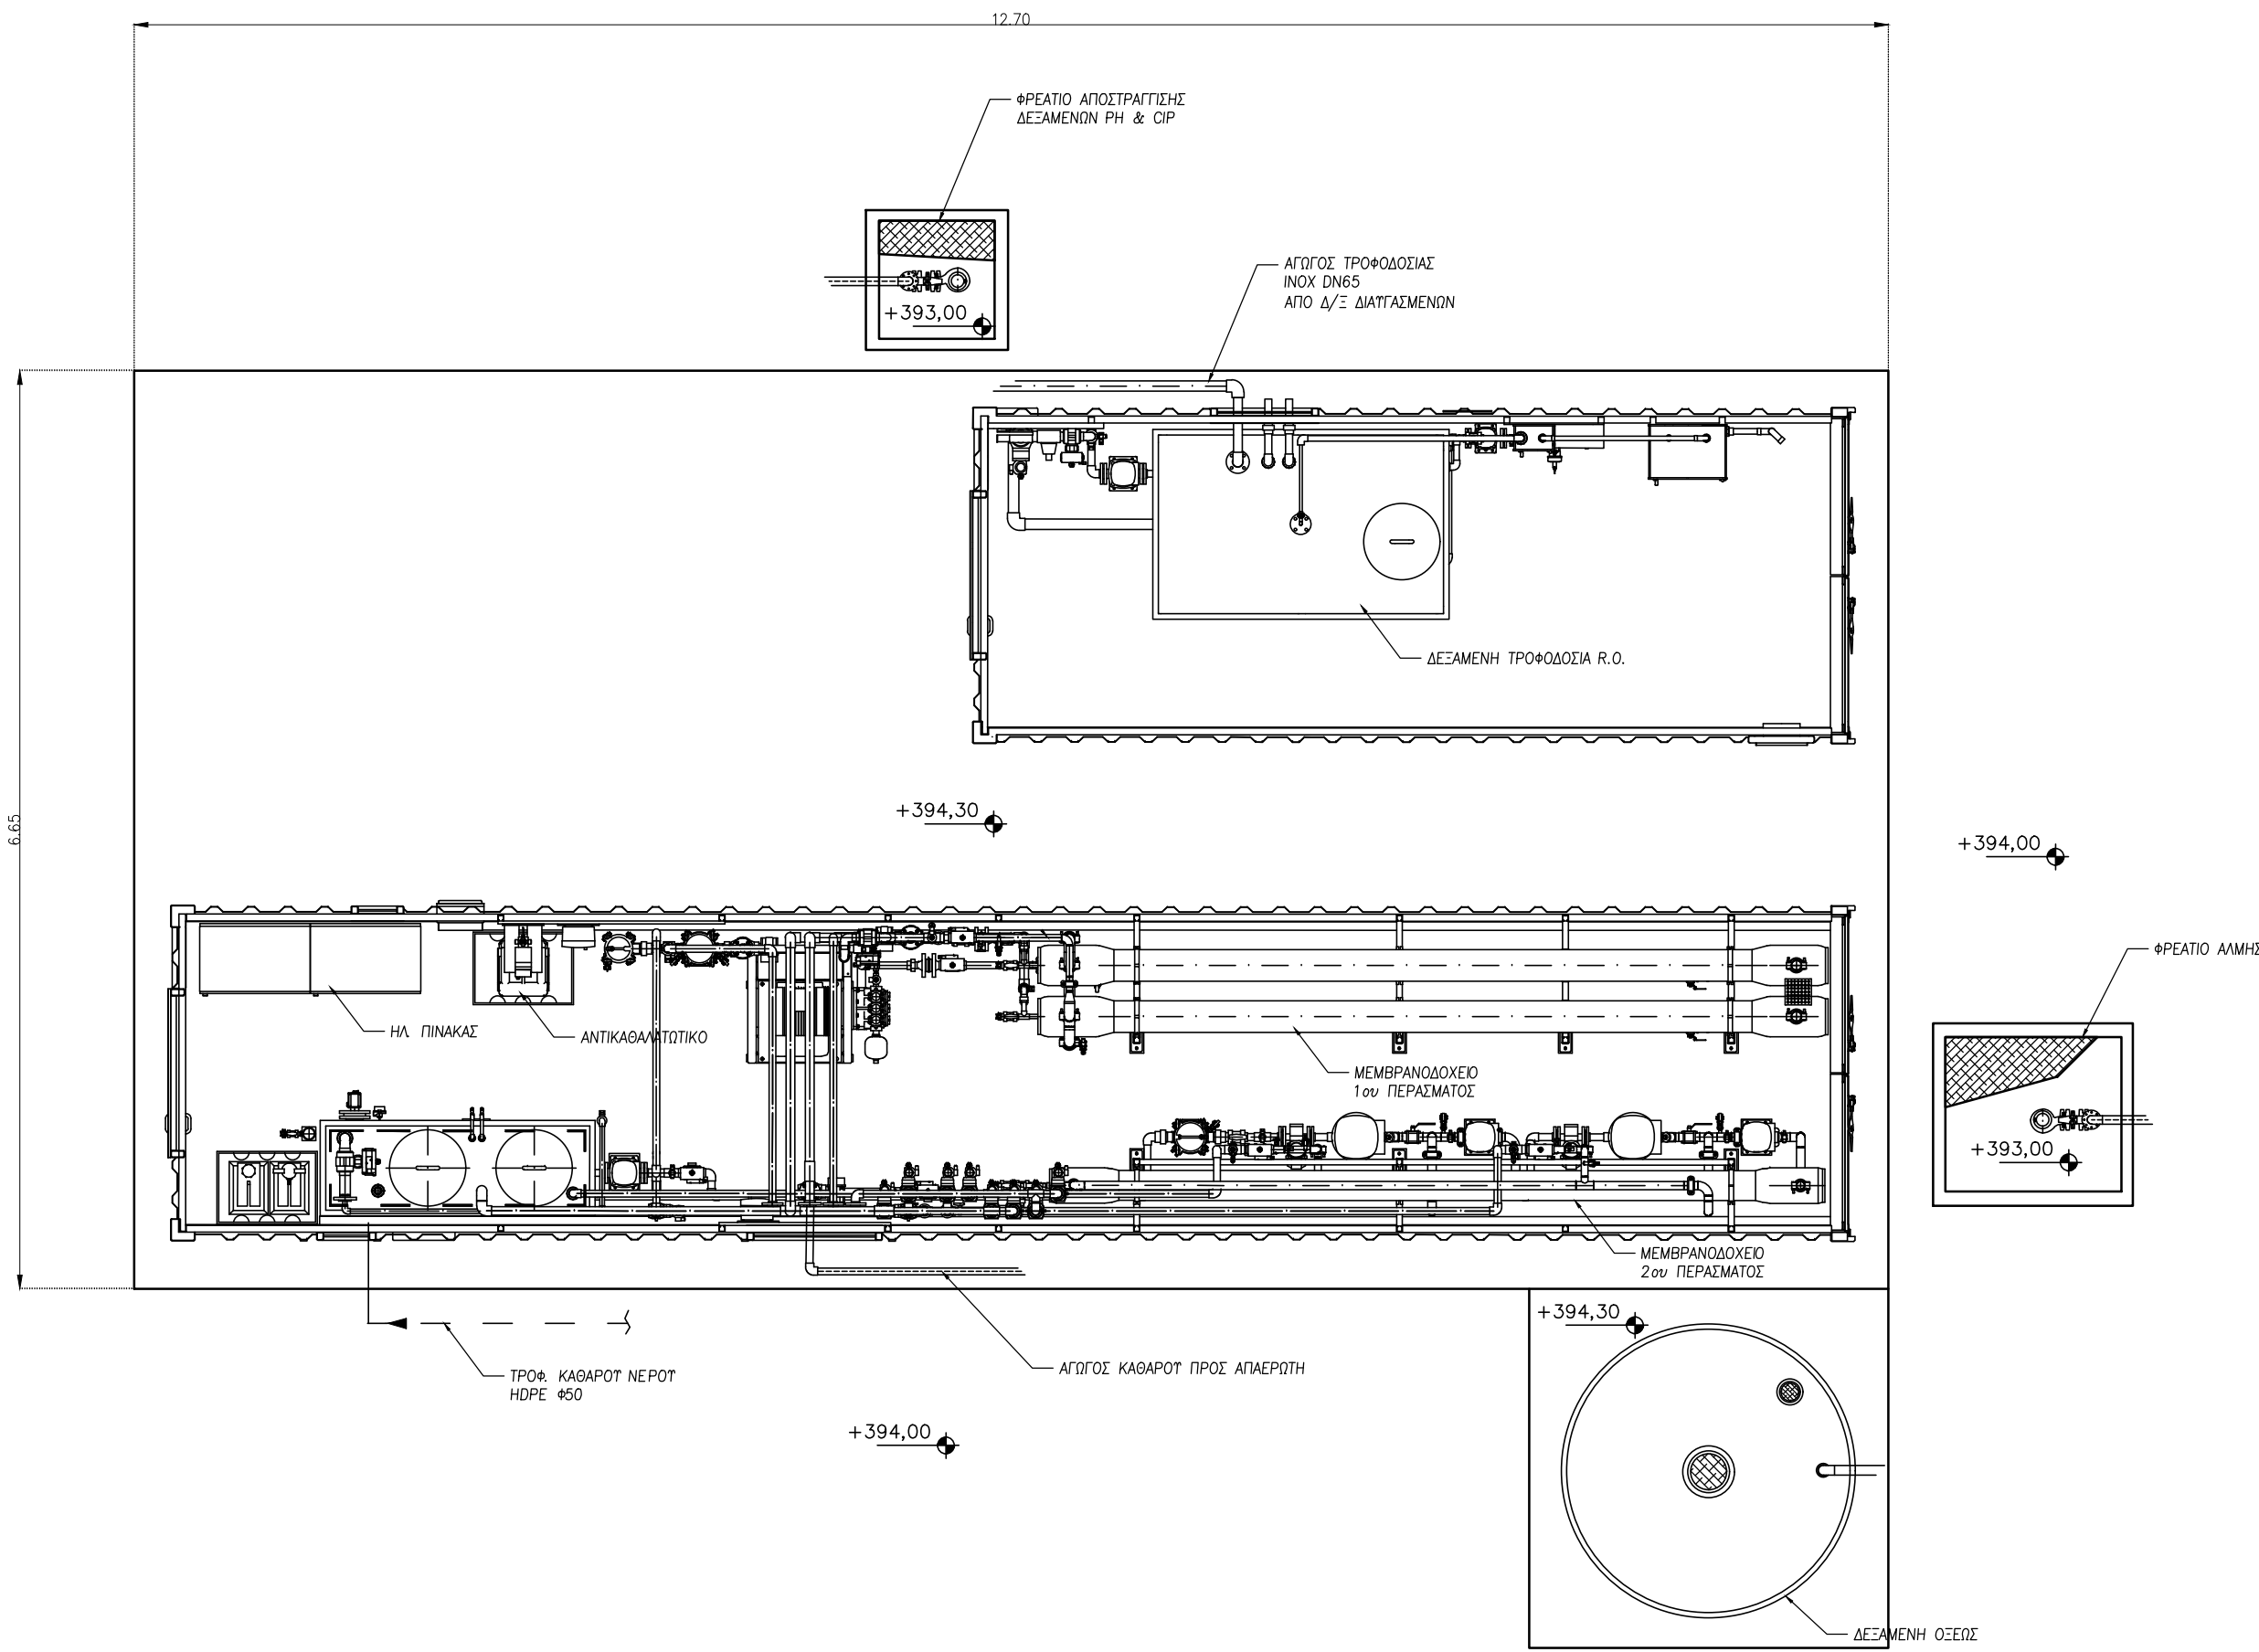 12.70
ΦΡΕΑΤΙΟ ΑΠΟΣΤΡΑΓΓΙΣΗΣ
ΔΕΞΑΜΕΝΩΝ PH & CIP
ΑΓΩΓΟΣ ΤΡΟΦΟΔΟΣΙΑΣ
INOX DN65
ΑΠΟ Δ/Ξ ΔΙΑΥΓΑΣΜΕΝΩΝ
+393,00
ΔΕΞΑΜΕΝΗ ΤΡΟΦΟΔΟΣΙΑ R.O.
6.65
+394,30
+394,00
ΦΡΕΑΤΙΟ ΑΛΜΗΣ
ΗΛ. ΠΙΝΑΚΑΣ
ΑΝΤΙΚΑΘΑΛΑΤΩΤΙΚΟ
ΜΕΜΒΡΑΝΟΔΟΧΕΙΟ
1ου ΠΕΡΑΣΜΑΤΟΣ
+393,00
ΜΕΜΒΡΑΝΟΔΟΧΕΙΟ
2ου ΠΕΡΑΣΜΑΤΟΣ
+394,30
ΤΡΟΦ. ΚΑΘΑΡΟΥ ΝΕΡΟΥ
HDPE Φ50
ΑΓΩΓΟΣ ΚΑΘΑΡΟΥ ΠΡΟΣ ΑΠΑΕΡΩΤΗ
+394,00
ΔΕΞΑΜΕΝΗ ΟΞΕΩΣ